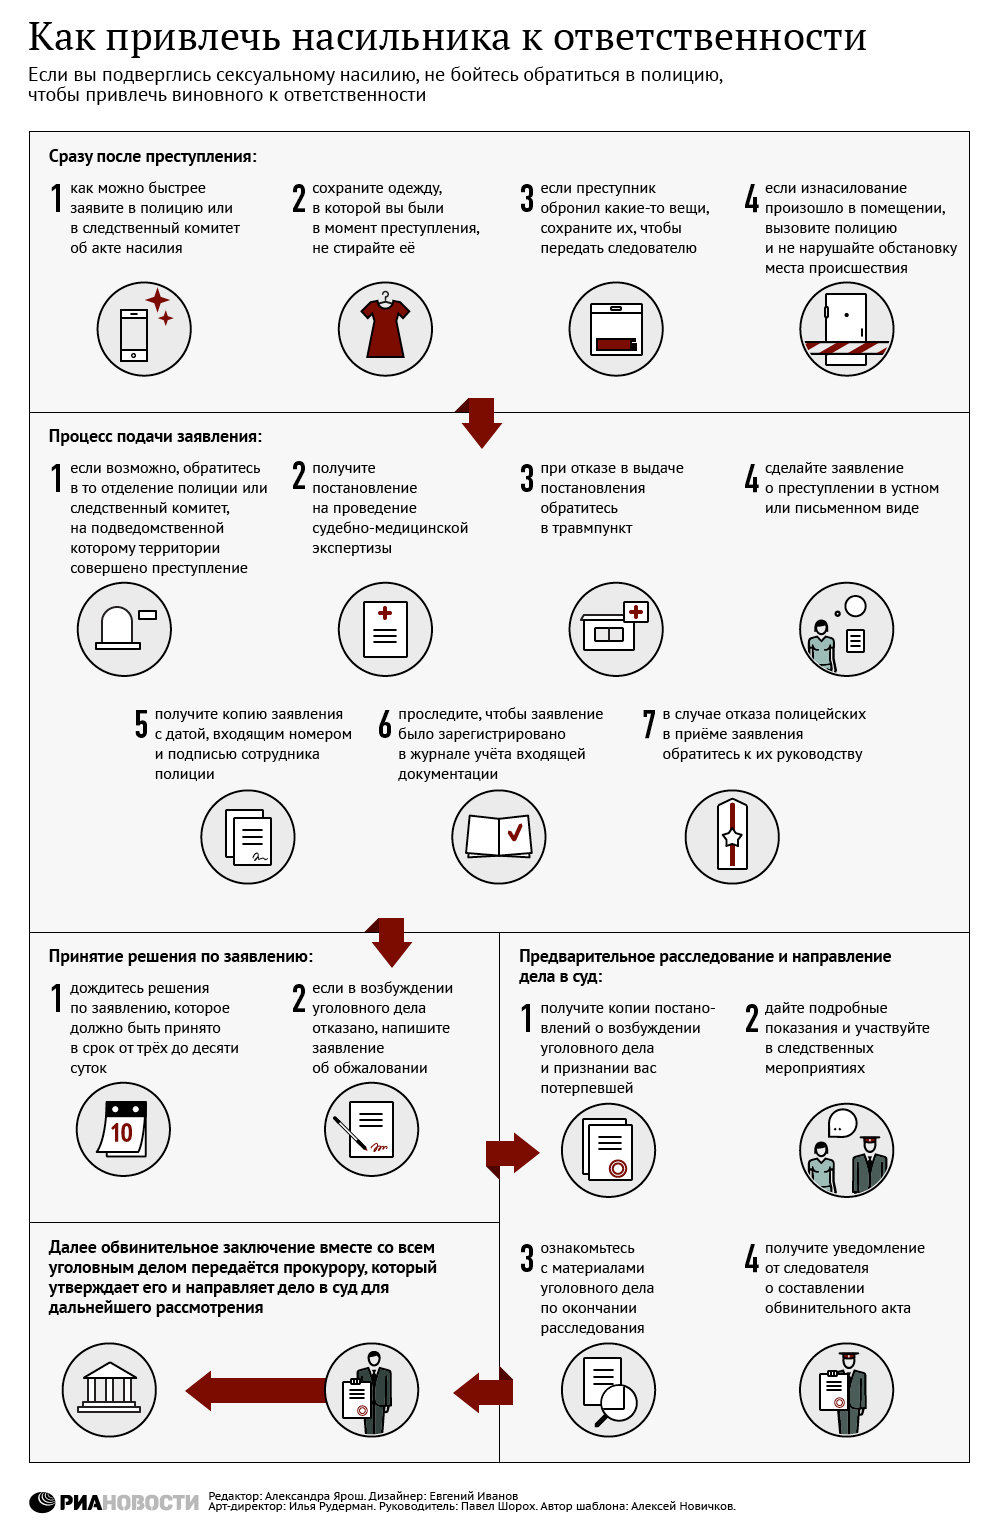 Как привлечь насильника к ответственности
Если вы подверглись сексуальному насилию, не бойтесь обратиться в полицию,
чтобы привлечь виновного к ответственности
Сразу после преступления:
1
как можно быстрее
заявите в полицию или
в следственный комитет
об акте насилия
2
сохраните одежду,
в которой вы были
в момент преступления,
не стирайте её
3
если преступник
обронил какие-то вещи,
сохраните их, чтобы
передать следователю
4
если изнасилование
произошло в помещении,
вызовите полицию
и не нарушайте обстановку
места происшествия
Процесс подачи заявления:
1
если возможно, обратитесь
в то отделение полиции или
следственный комитет,
на подведомственной
которому территории
совершено преступление
2
получите
постановление
на проведение
судебно-медицинской
экспертизы
3
при отказе в выдаче
постановления
обратитесь
в травмпункт
4
сделайте заявление
о преступлении в устном
или письменном виде
5
получите копию заявления
с датой, входящим номером
и подписью сотрудника
полиции
6
проследите, чтобы заявление
было зарегистрировано
в журнале учёта входящей
документации
7
в случае отказа полицейских
в приёме заявления
обратитесь к их руководству
Принятие решения по заявлению:
1
дождитесь решения
по заявлению, которое
должно быть принято
в срок от трёх до десяти
суток
10
2
если в возбуждении
уголовного дела
отказано, напишите
заявление
об обжаловании
Предварительное расследование и направление
дела в суд:
1
получите копии постано-
влений о возбуждении
уголовного дела
и признании вас
потерпевшей
2
дайте подробные
показания и участвуйте
в следственных
мероприятиях
3
ознакомьтесь
с материалами
уголовного дела
по окончании
расследования
4
получите уведомление
от следователя
о составлении
обвинительного акта
Далее обвинительное заключение вместе со всем
уголовным делом передаётся прокурору, который
утверждает его и направляет дело в суд для
дальнейшего рассмотрения
РИАНОВОСТИ
Редактор: Александра Ярош. Дизайнер: Евгений Иванов
Арт-директор: Илья Рудерман. Руководитель: Павел Шорох. Автор шаблона: Алексей Новичков.